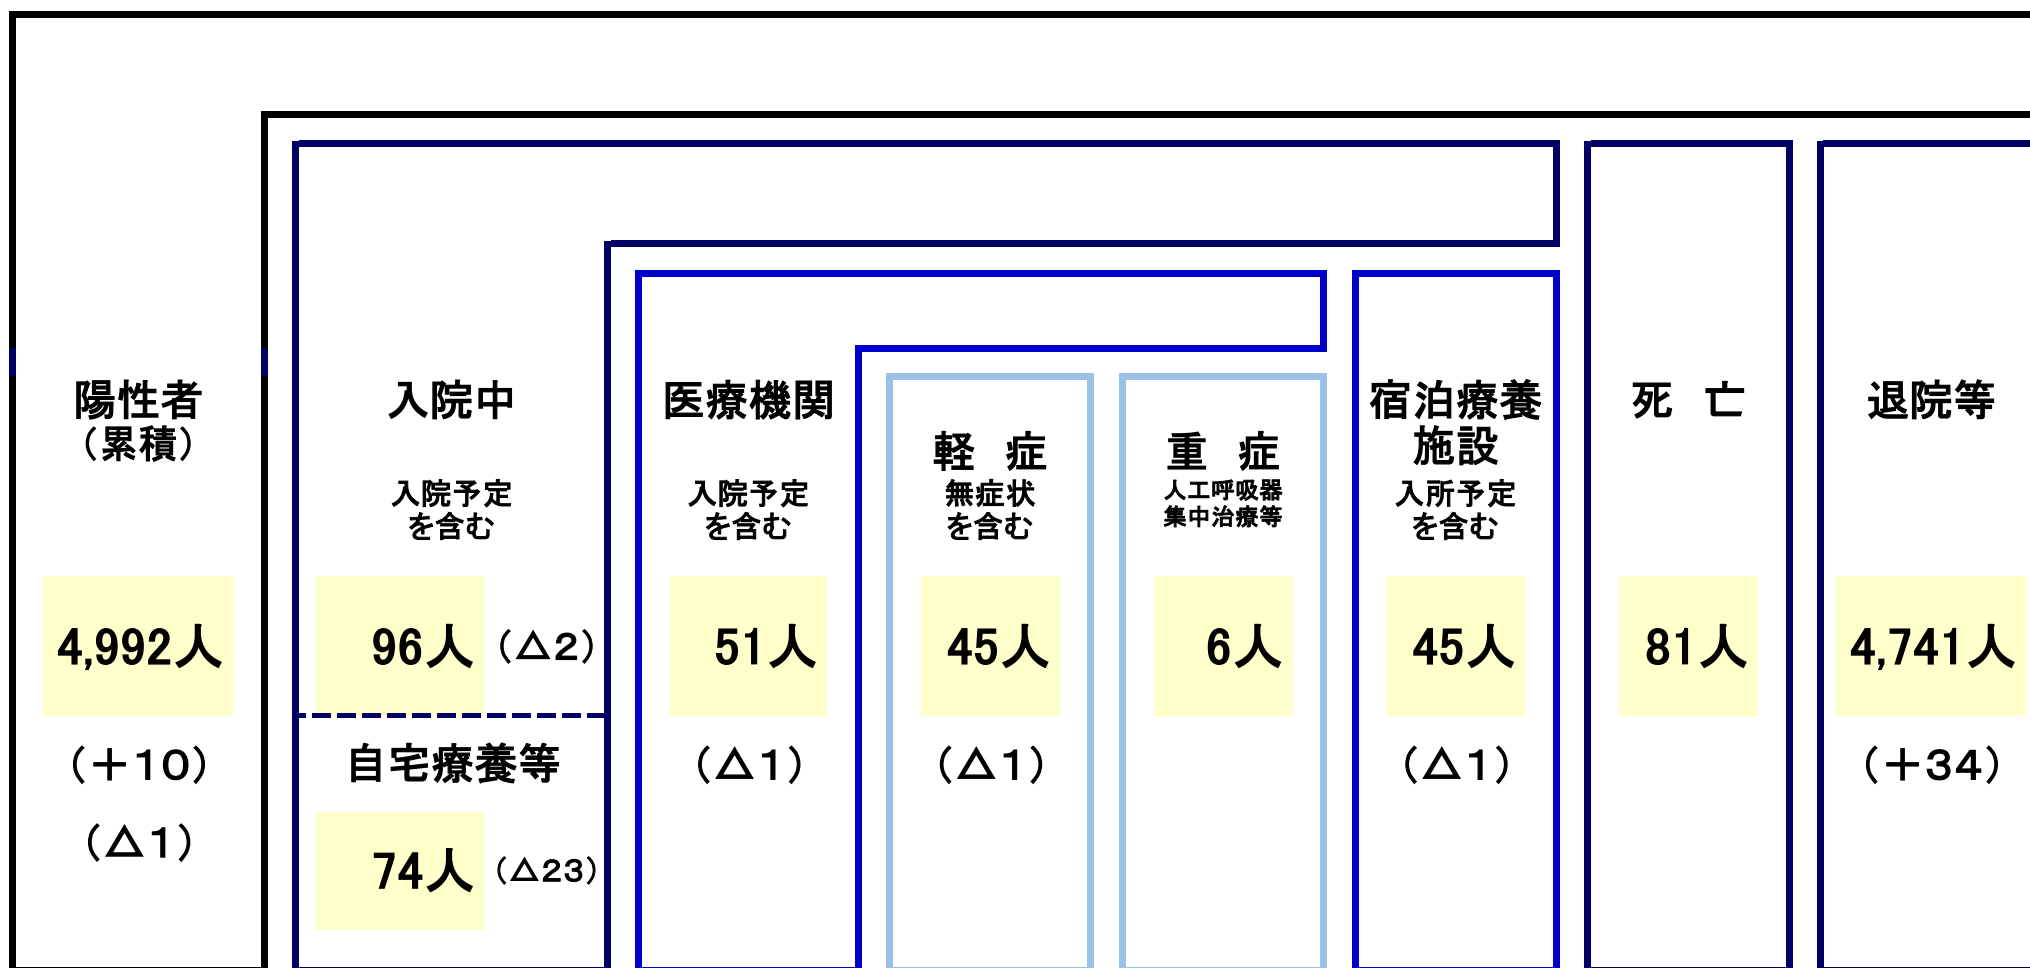 陽性者
（累積）
4,992人
（＋10）
（△1）
入院中
入院予定
を含む
96人 （△2）
自宅療養等
74人 （△23）
医療機関
入院予定
を含む
51人
（△1）
軽　症
無症状
を含む
45人
（△1）
重　症
人工呼吸器
集中治療等
6人
宿泊療養
施設
入所予定
を含む
45人
（△1）
死　亡
81人
退院等
4,741人
（＋34）